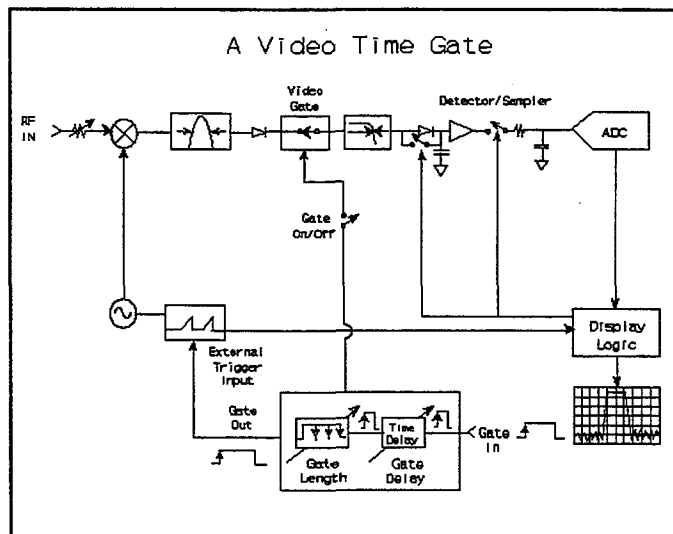 A Video Time Gate
Video
Gate
Detector/Sampler
RF
IN
ADC
Gate
On/Off
Display
Logic
External
Trigger
Input
Gate
Out
Time
Delay
Gate
In
Gate
Length
Gate
Delay